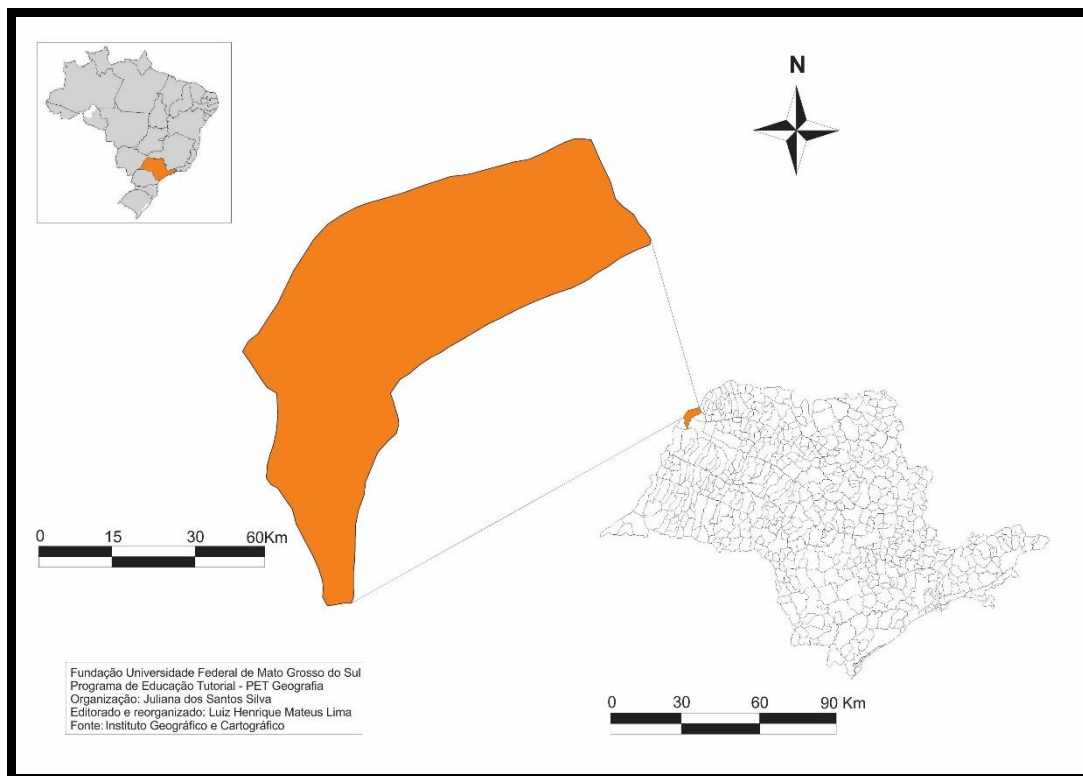 N
0 15 30 60Km
Fundação Universidade Federal de Mato Grosso do Sul
Programa de Educação Tutorial - PET Geografia
Organização: Juliana dos Santos Silva
Editorado e reorganizado: Luiz Henrique Mateus Lima
Fonte: Instituto Geográfico e Cartográfico
0 30 60 90 Km